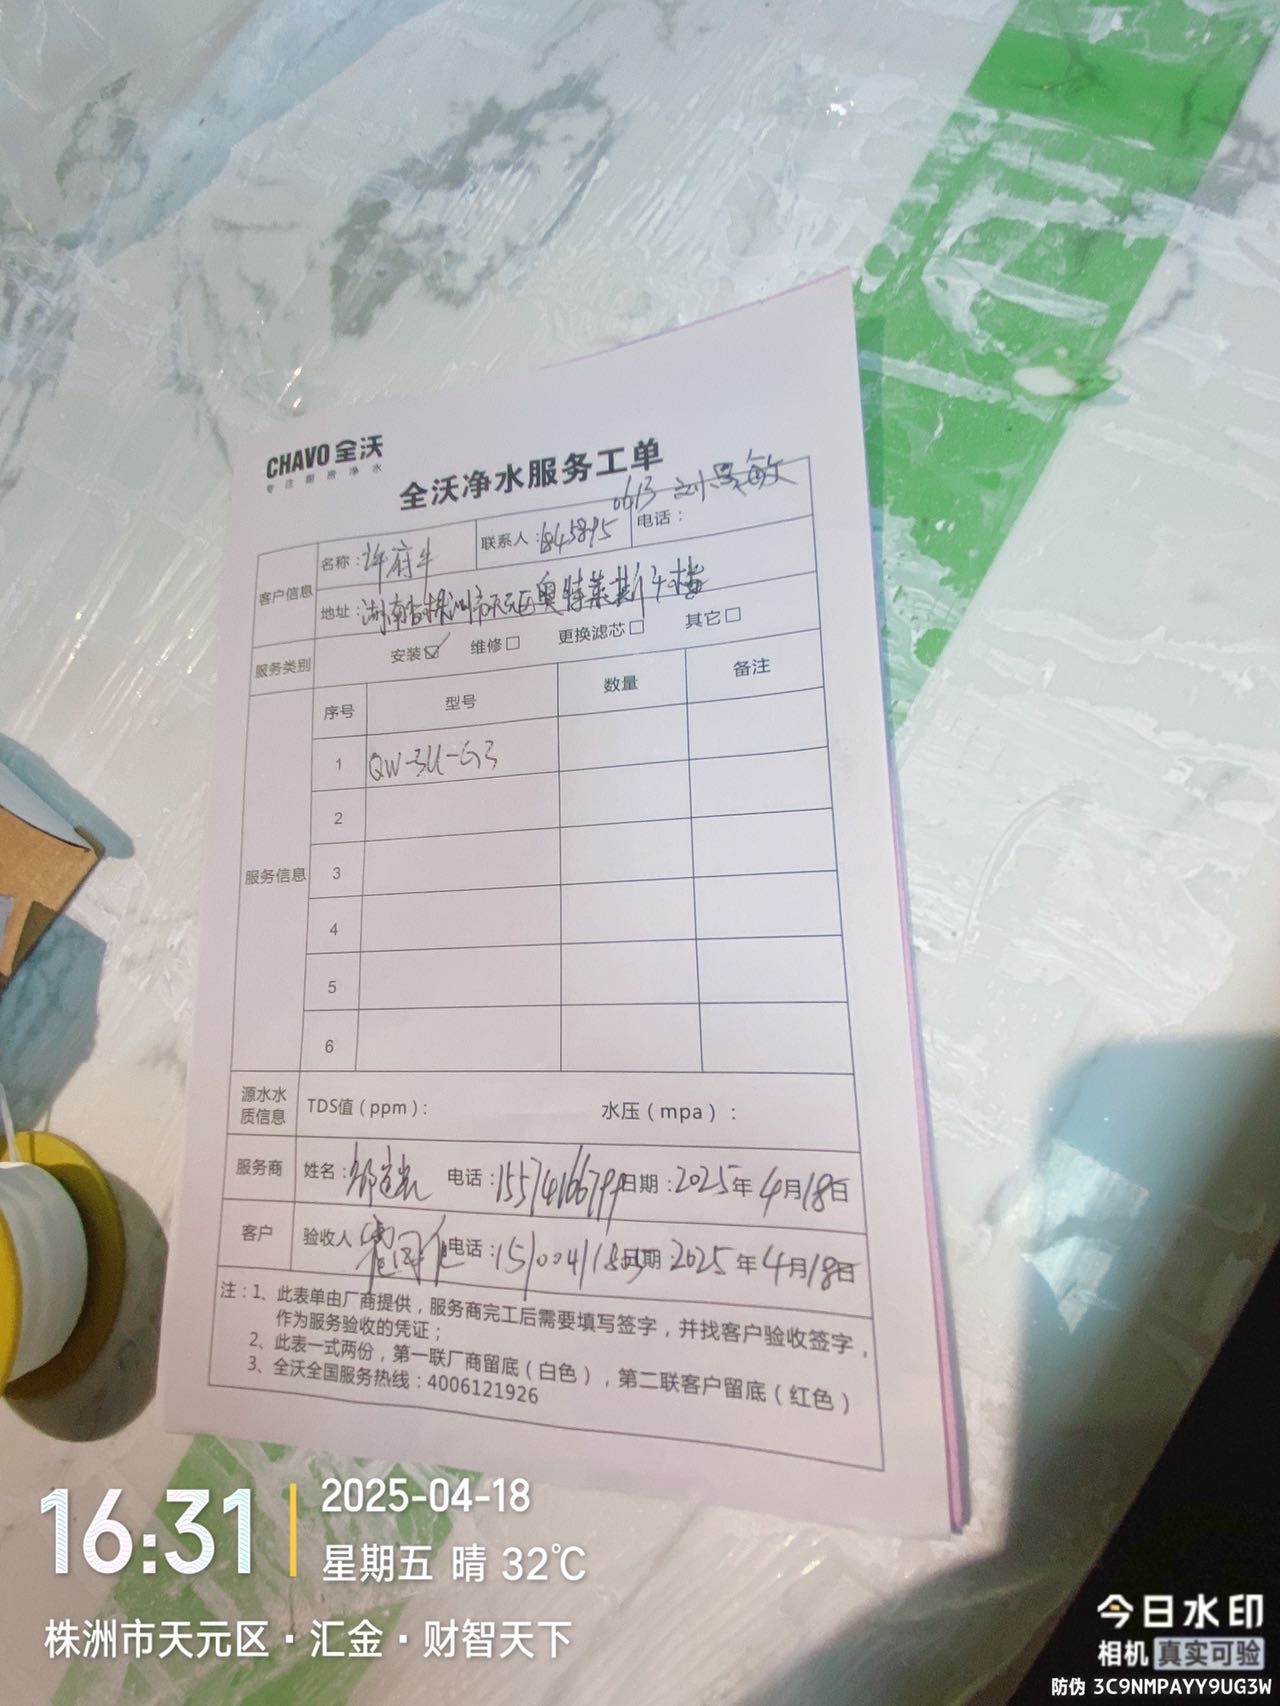 CHAVO全沃
专注厨房净水
全沃净水服务工单
客户信息
名称：许府牛
联系人：1845895
0613 刘
敏
电话：
地址：湖南省株洲市天元区奥特莱斯4楼
服务类别
安装☑ 维修□ 更换滤芯□ 其它□
服务信息
序号 型号 数量 备注
1 QW-3U-G3
2
3
4
5
6
源水水质信息
TDS值（ppm）： 水压（mpa）：
服务商 姓名：邹 电话：1557416679 日期：2025年4月18日
客户 验收人 电话：151004118 日期：2025年4月18日
注：1、此表单由厂商提供，服务商完工后需要填写签字，并找客户验收签字，
作为服务验收的凭证；
2、此表一式两份，第一联厂商留底（白色），第二联客户留底（红色）
3、全沃全国服务热线：4006121926
16:31
2025-04-18
星期五 晴 32℃
株洲市天元区·汇金·财智天下
今日水印
相机 真实可验
防伪 3C9NMPAYY9UG3W